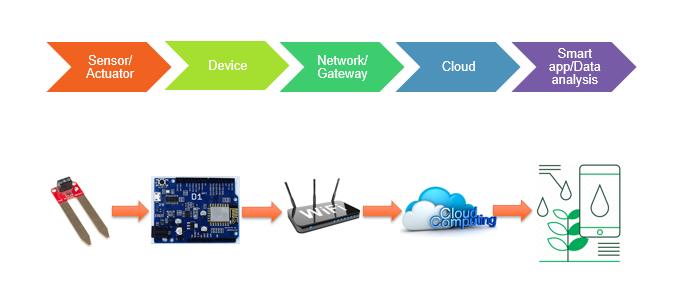 Sensor/
Actuator
Device
Network/
Gateway
Cloud
Smart
app/Data
analysis
D1
WIFI
Cloud
Computing